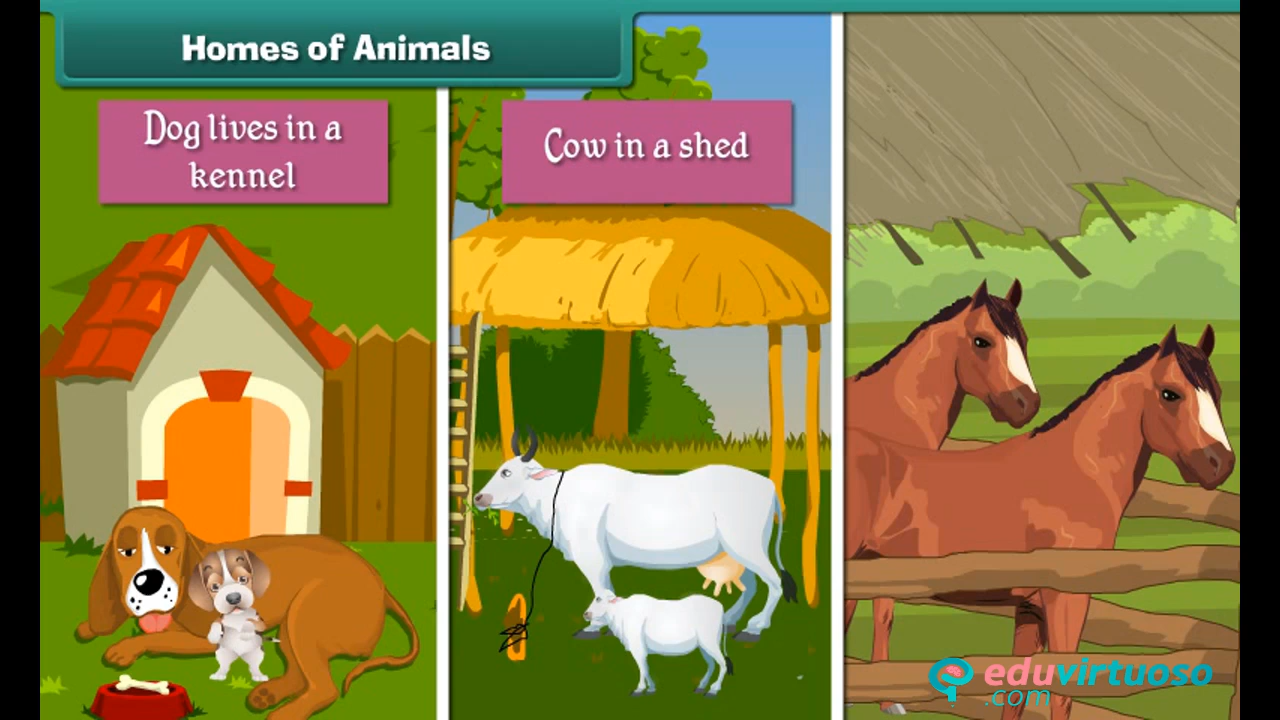 Homes of Animals
Dog lives in a
kennel
Cow in a shed
eduvirtuoso
.com